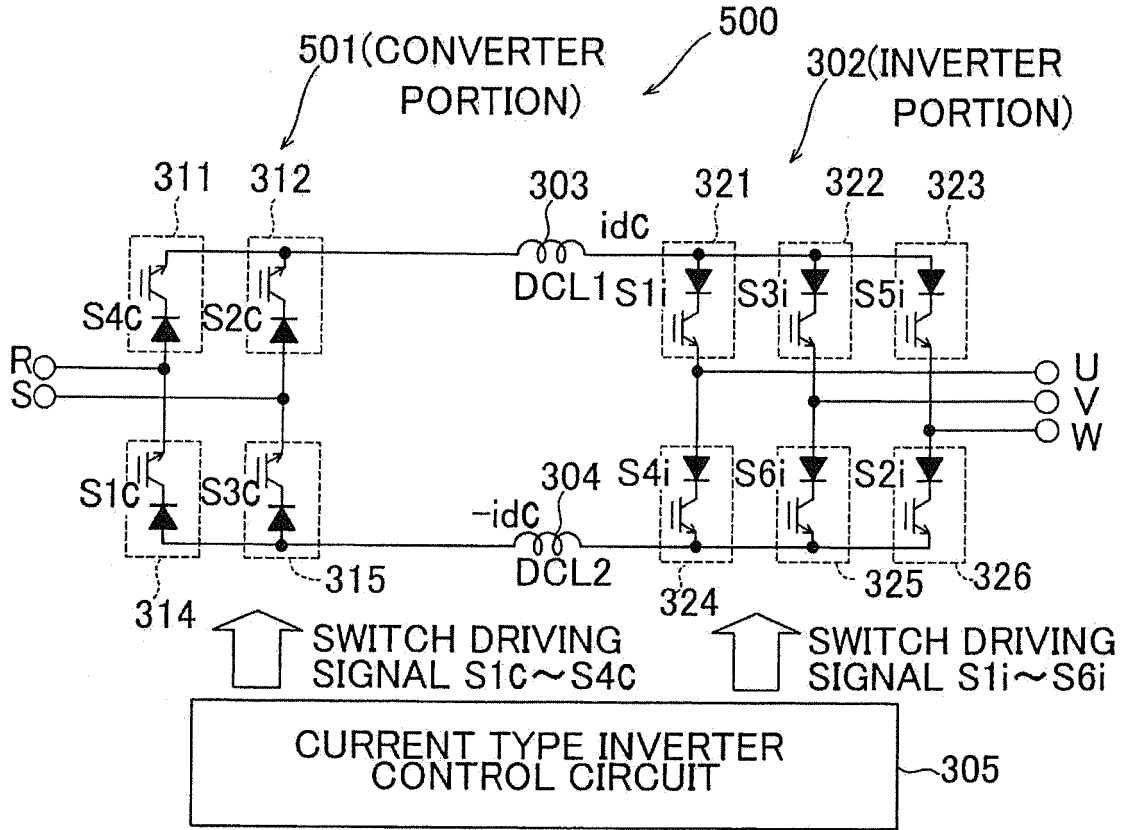 500
501(CONVERTER
PORTION)
302(INVERTER
PORTION)
311
312
303
idc
321
322
323
DCL1
S4c
S2c
S1i
S3i
S5i
R
S
U
V
W
S1c
S3c
304
-idc
S4i
S6i
S2i
DCL2
314
315
324
325
326
SWITCH DRIVING
SIGNAL S1c～S4c
SWITCH DRIVING
SIGNAL S1i～S6i
CURRENT TYPE INVERTER
CONTROL CIRCUIT
305